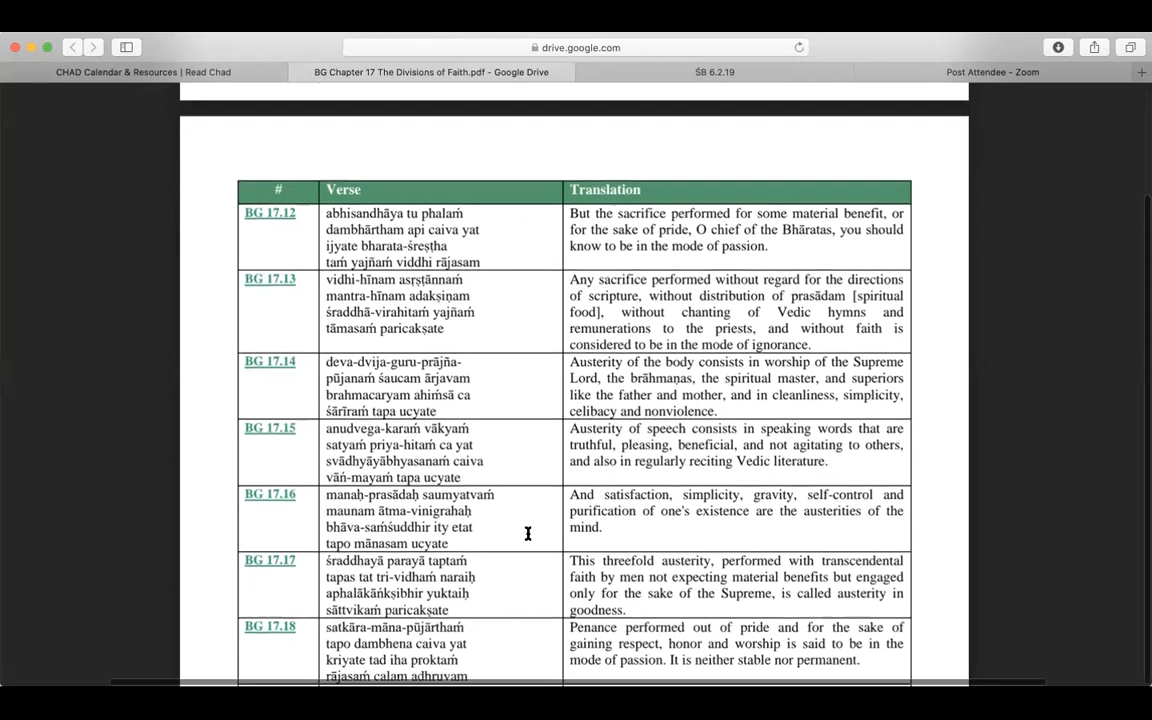 drive.google.com
CHAD Calendar & Resources | Read Chad
BG Chapter 17 The Divisions of Faith.pdf - Google Drive
ŚB 6.2.19
Post Attendee - Zoom
# Verse Translation
BG 17.12
abhisandhāya tu phalaṁ
dambhārtham api caiva yat
ijyate bharata-śreṣṭha
taṁ yajñaṁ viddhi rājasam
But the sacrifice performed for some material benefit, or
for the sake of pride, O chief of the Bhāratas, you should
know to be in the mode of passion.
BG 17.13
vidhi-hīnam asṛṣṭānnaṁ
mantra-hīnam adakṣiṇam
śraddhā-virahitaṁ yajñaṁ
tāmasaṁ paricakṣate
Any sacrifice performed without regard for the directions
of scripture, without distribution of prasādam [spiritual
food], without chanting of Vedic hymns and
remunerations to the priests, and without faith is
considered to be in the mode of ignorance.
BG 17.14
deva-dvija-guru-prājña-
pūjanaṁ śaucam ārjavam
brahmacaryam ahiṁsā ca
śārīraṁ tapa ucyate
Austerity of the body consists in worship of the Supreme
Lord, the brāhmaṇas, the spiritual master, and superiors
like the father and mother, and in cleanliness, simplicity,
celibacy and nonviolence.
BG 17.15
anudvega-karaṁ vākyaṁ
satyaṁ priya-hitaṁ ca yat
svādhyāyābhyasanaṁ caiva
vāṅ-mayaṁ tapa ucyate
Austerity of speech consists in speaking words that are
truthful, pleasing, beneficial, and not agitating to others,
and also in regularly reciting Vedic literature.
BG 17.16
manaḥ-prasādaḥ saumyatvaṁ
maunam ātma-vinigrahaḥ
bhāva-saṁśuddhir ity etat
tapo mānasam ucyate
And satisfaction, simplicity, gravity, self-control and
purification of one's existence are the austerities of the
mind.
BG 17.17
śraddhayā parayā taptaṁ
tapas tat tri-vidhaṁ naraiḥ
aphalākāṅkṣibhir yuktaiḥ
sāttvikaṁ paricakṣate
This threefold austerity, performed with transcendental
faith by men not expecting material benefits but engaged
only for the sake of the Supreme, is called austerity in
goodness.
BG 17.18
satkāra-māna-pūjārthaṁ
tapo dambhena caiva yat
kriyate tad iha proktaṁ
rājasaṁ calam adhruvam
Penance performed out of pride and for the sake of
gaining respect, honor and worship is said to be in the
mode of passion. It is neither stable nor permanent.